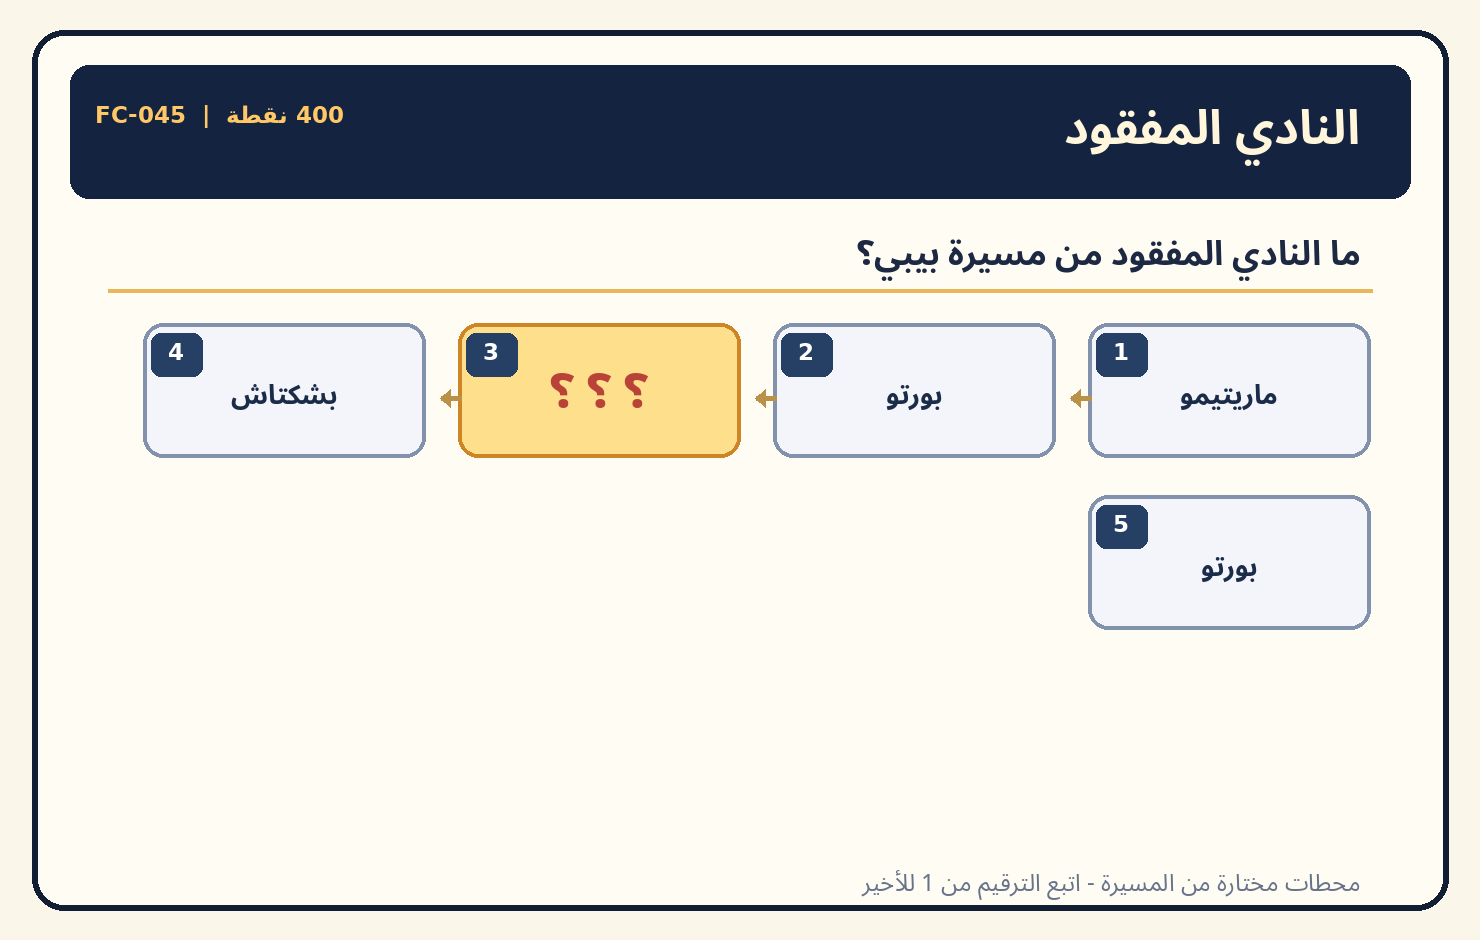 النادي المفقود
400 نقطة | FC-045
ما النادي المفقود من مسيرة بيبي؟
1
ماريتيمو
2
بورتو
3
؟؟؟
4
بشكتاش
5
بورتو
محطات مختارة من المسيرة - اتبع الترقيم من 1 للأخير